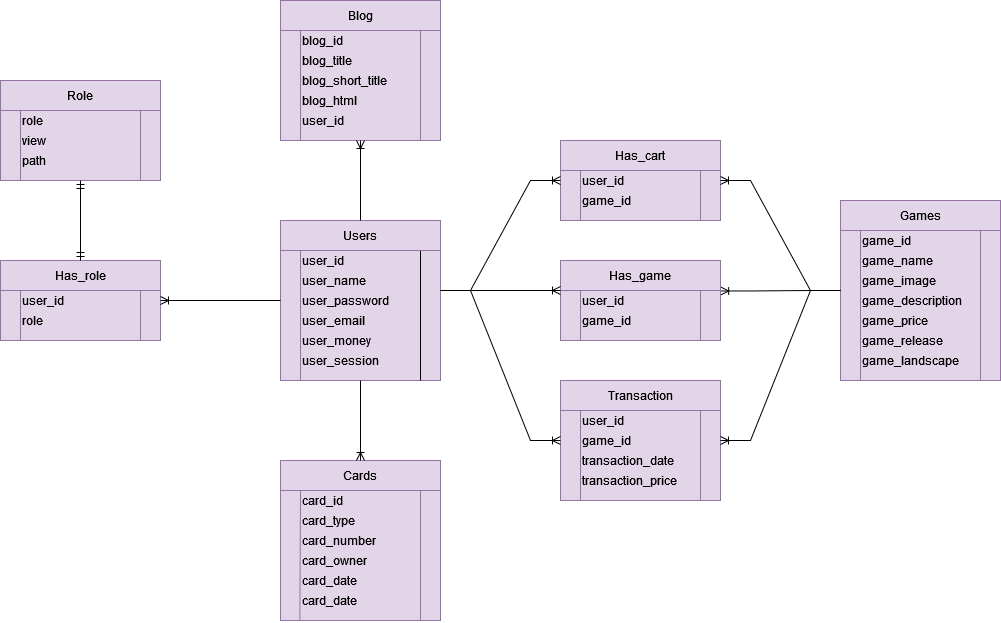 Blog
blog_id
blog_title
blog_short_title
blog_html
user_id
Role
role
view
path
Has_role
user_id
role
Users
user_id
user_name
user_password
user_email
user_money
user_session
Cards
card_id
card_type
card_number
card_owner
card_date
card_date
Has_cart
user_id
game_id
Has_game
user_id
game_id
Transaction
user_id
game_id
transaction_date
transaction_price
Games
game_id
game_name
game_image
game_description
game_price
game_release
game_landscape